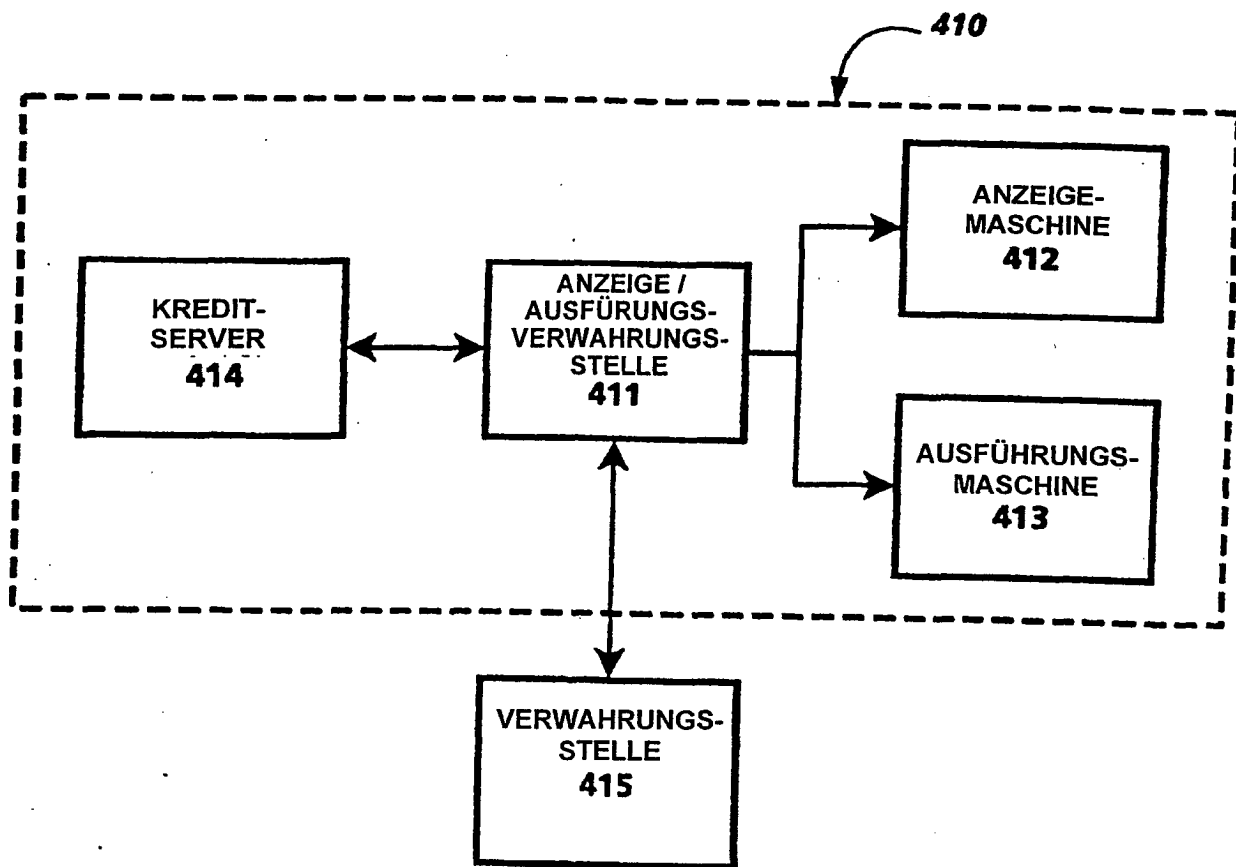 410
ANZEIGE-
MASCHINE
412
KREDIT-
SERVER
414
ANZEIGE /
AUSFÜRUNGS-
VERWAHRUNGS-
STELLE
411
AUSFÜHRUNGS-
MASCHINE
413
VERWAHRUNGS-
STELLE
415